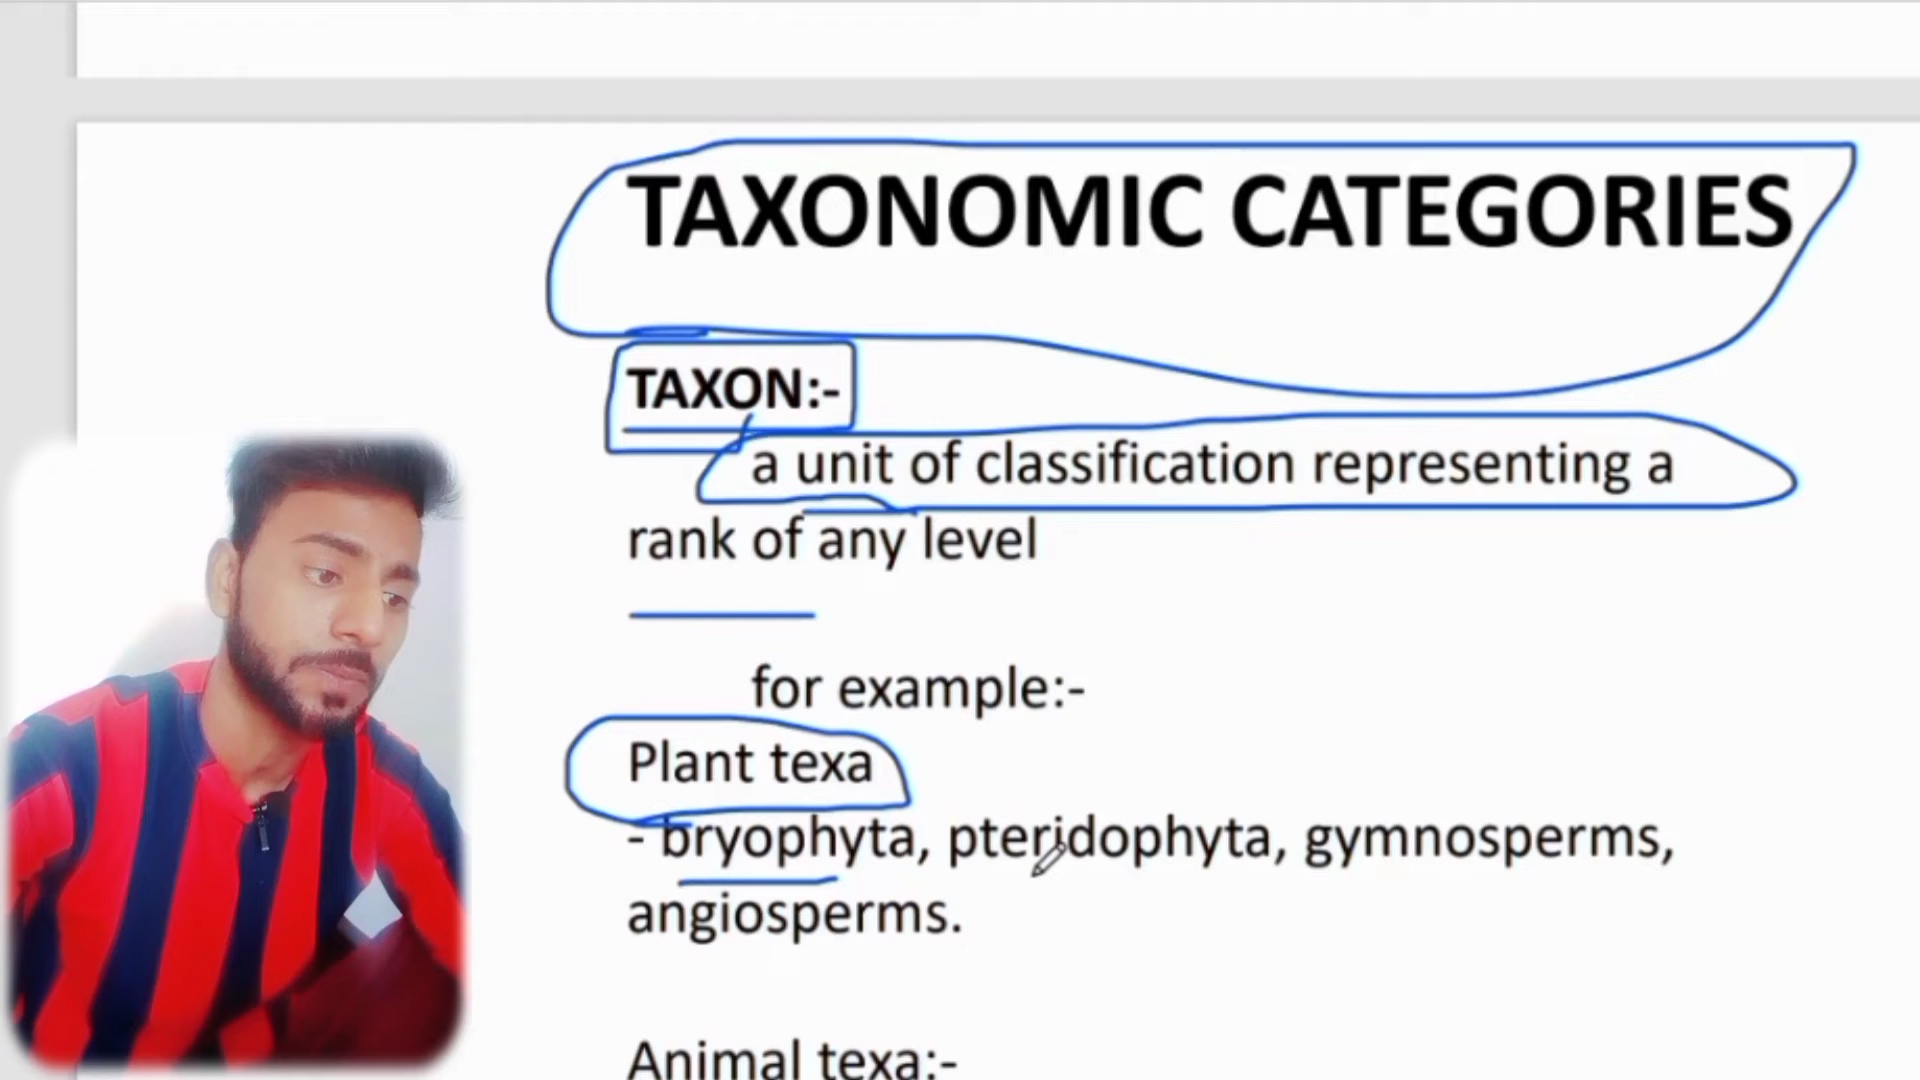 TAXONOMIC CATEGORIES
TAXON:-
a unit of classification representing a
rank of any level
for example:-
Plant texa
- bryophyta, pteridophyta, gymnosperms,
angiosperms.
Animal texa:-